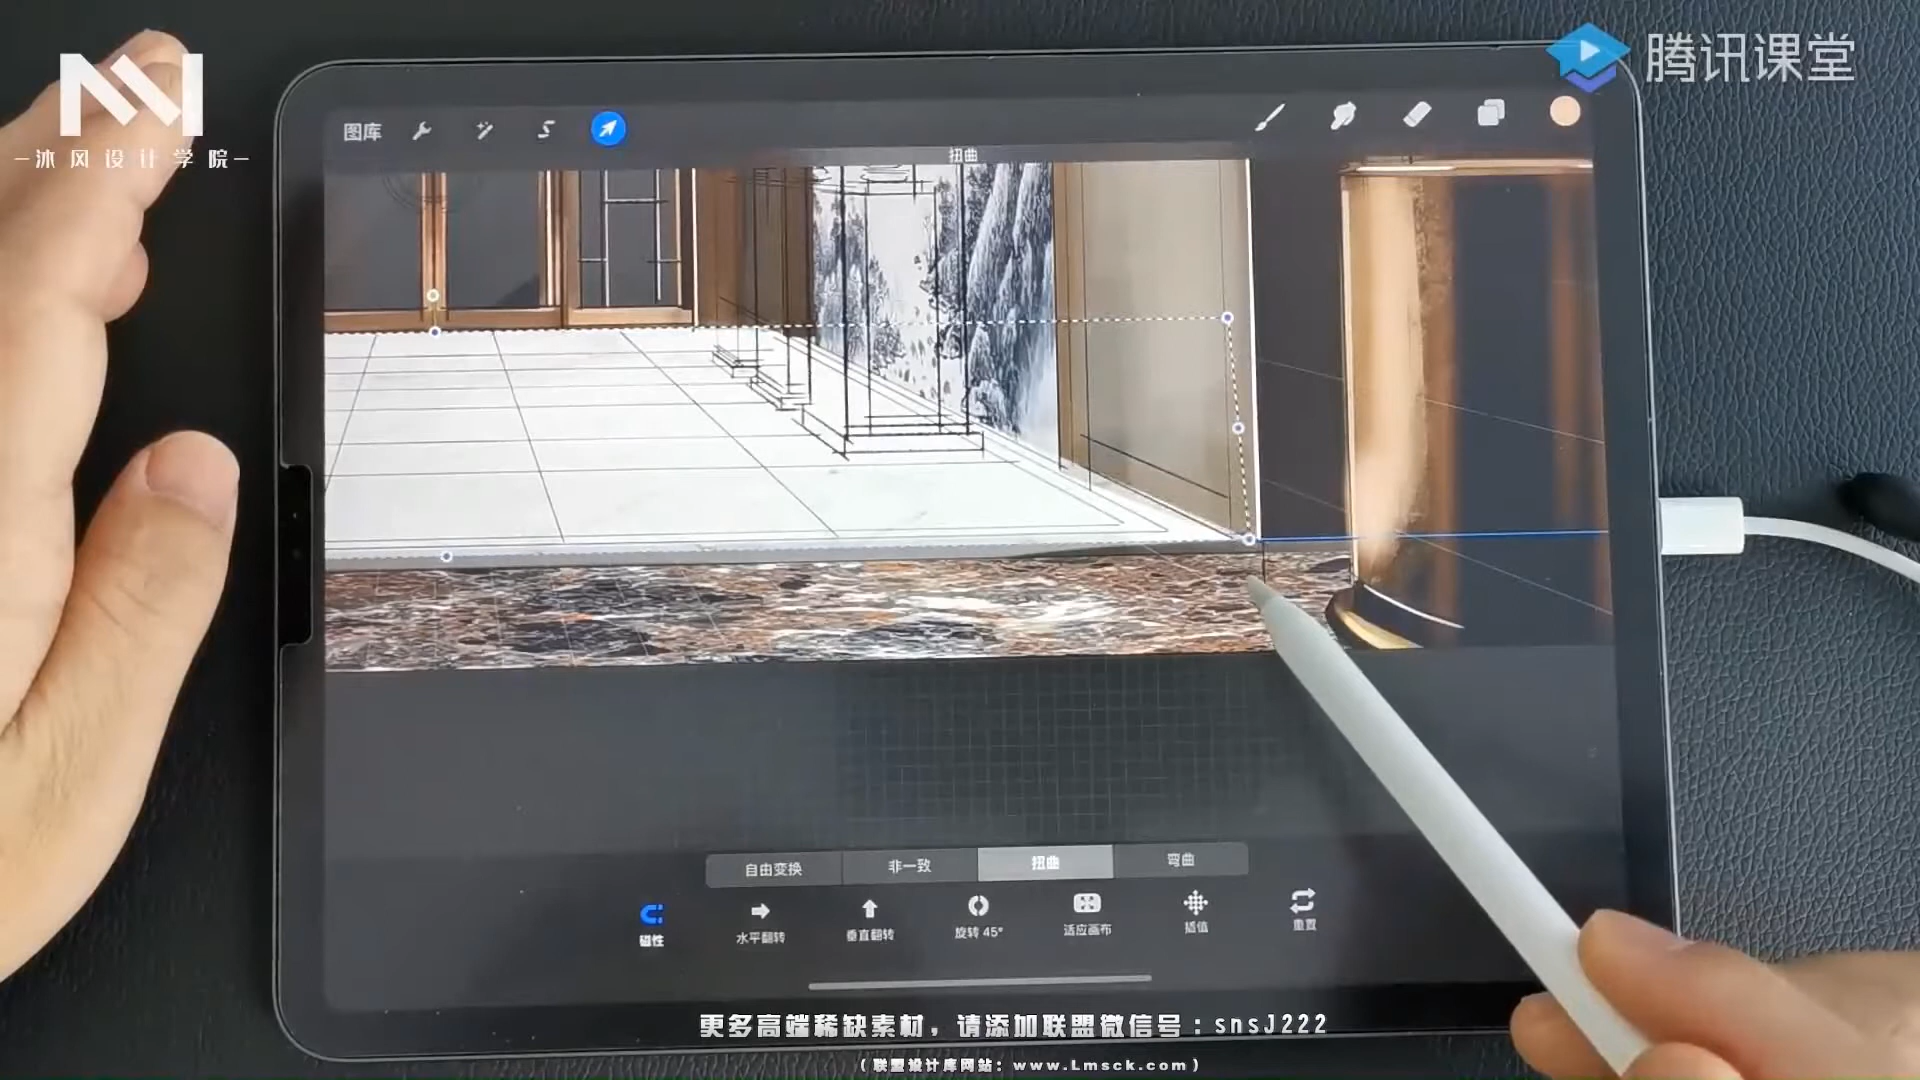 腾讯课堂
—沐风设计学院—
图库
扭曲
自由变换
非一致
扭曲
弯曲
磁性
水平翻转
垂直翻转
旋转 45°
适应画布
插值
重置
更多高端稀缺素材，请添加联盟微信号：snsJ222
（联盟设计库网站：www.Lmsck.com）